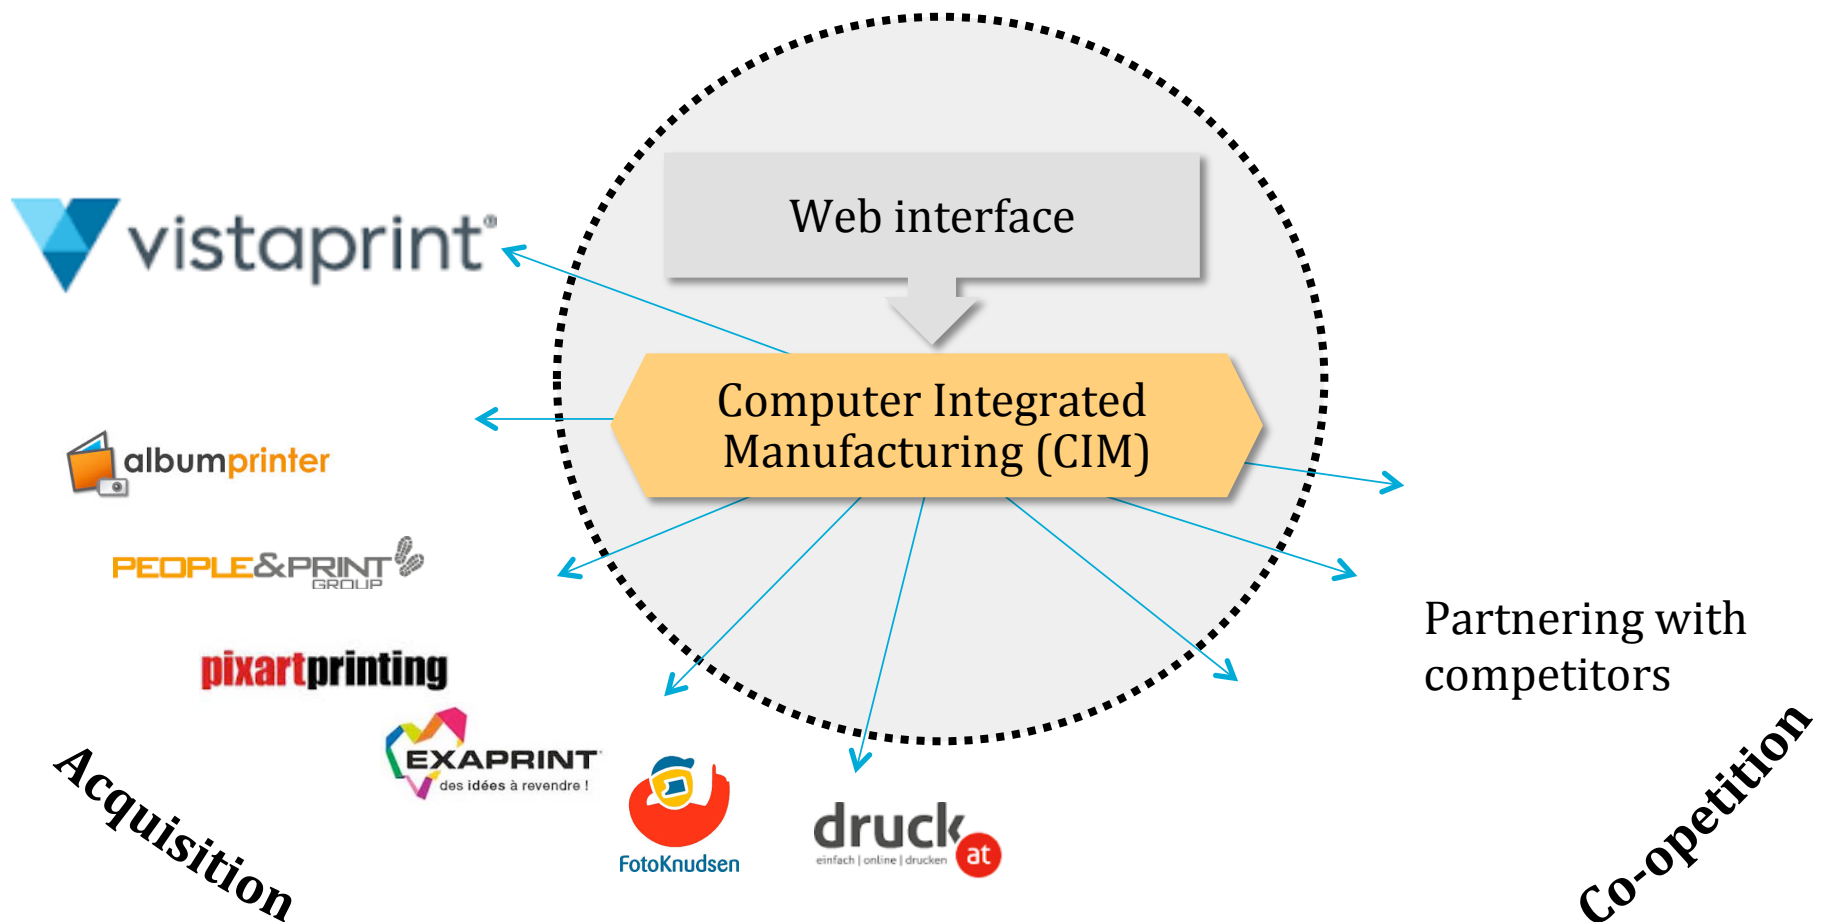 Web interface
vistaprint®
Computer Integrated
Manufacturing (CIM)
albumprinter
PEOPLE&PRINT
GROUP
pixartprinting
Partnering with
competitors
EXAPRINT
des idées à revendre !
FotoKnudsen
druck.at
einfach | online | drucken
Acquisition
Co-opetition